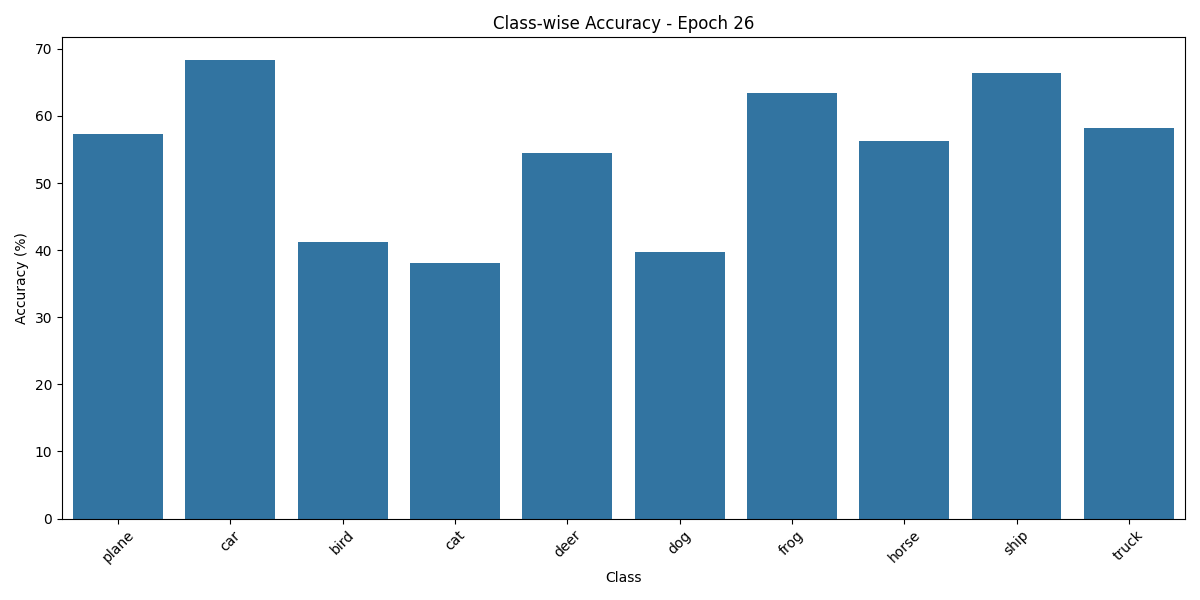 Class-wise Accuracy - Epoch 26
Accuracy (%)
70
60
50
40
30
20
10
0
plane
car
bird
cat
deer
dog
frog
horse
ship
truck
Class